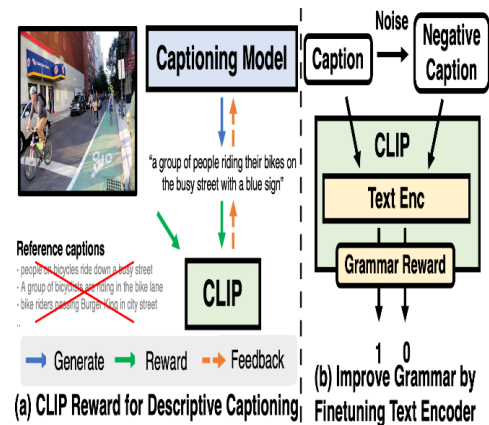 Captioning Model
"a group of people riding their bikes on
the busy street with a blue sign"
Reference captions
- people on bicycles ride down a busy street
- A group of bicyclists are riding in the bike lane
- bike riders passing Burger King in city street
..
CLIP
Generate
Reward
Feedback
(a) CLIP Reward for Descriptive Captioning
Noise
Caption
Negative
Caption
CLIP
Text Enc
Grammar Reward
1 0
(b) Improve Grammar by
Finetuning Text Encoder